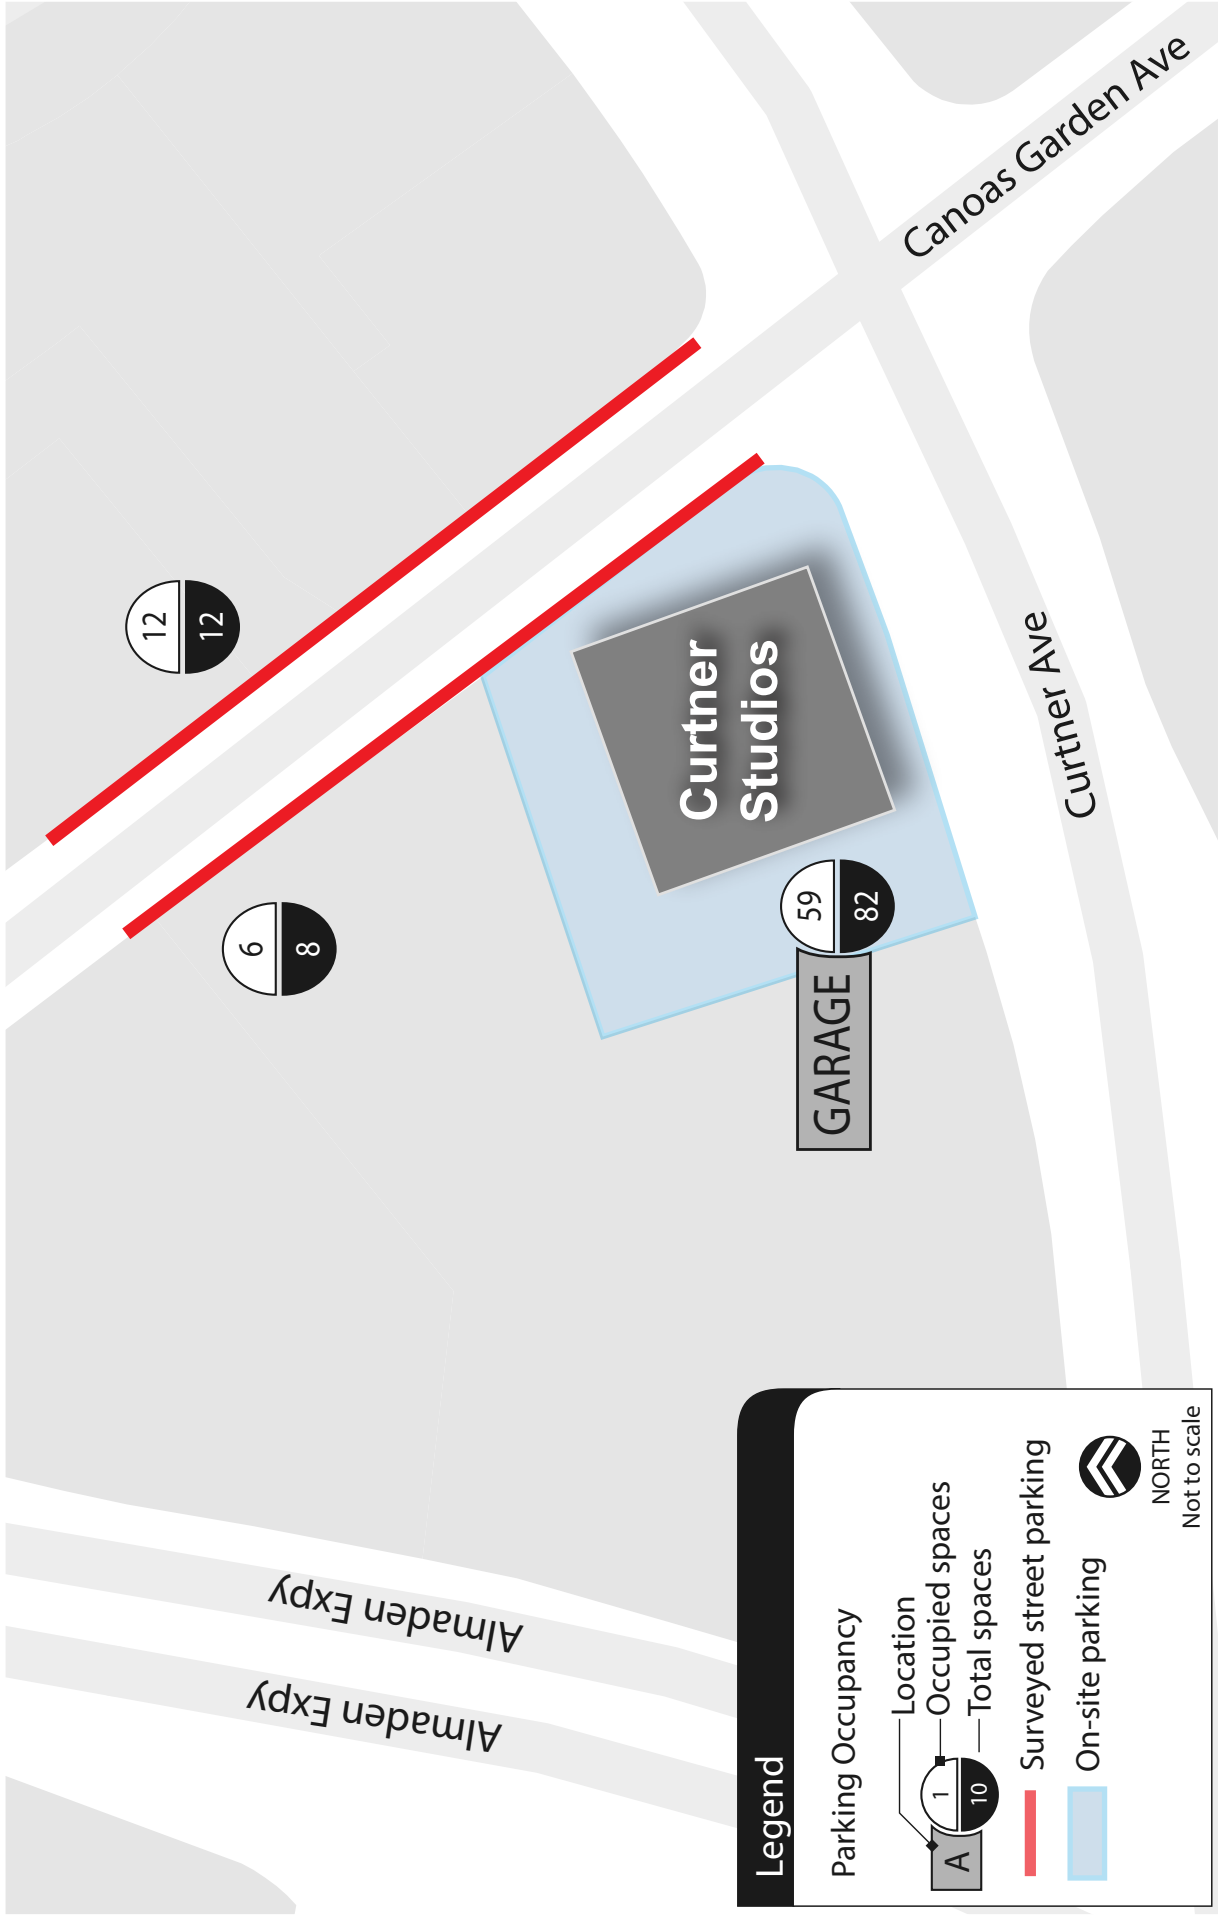 Canoas Garden Ave
12
12
6
8
Curtner
Studios
59
82
GARAGE
Curtner Ave
Almaden Expy
Almaden Expy
Legend
Parking Occupancy
A
1
10
Location
Occupied spaces
Total spaces
Surveyed street parking
On-site parking
NORTH
Not to scale